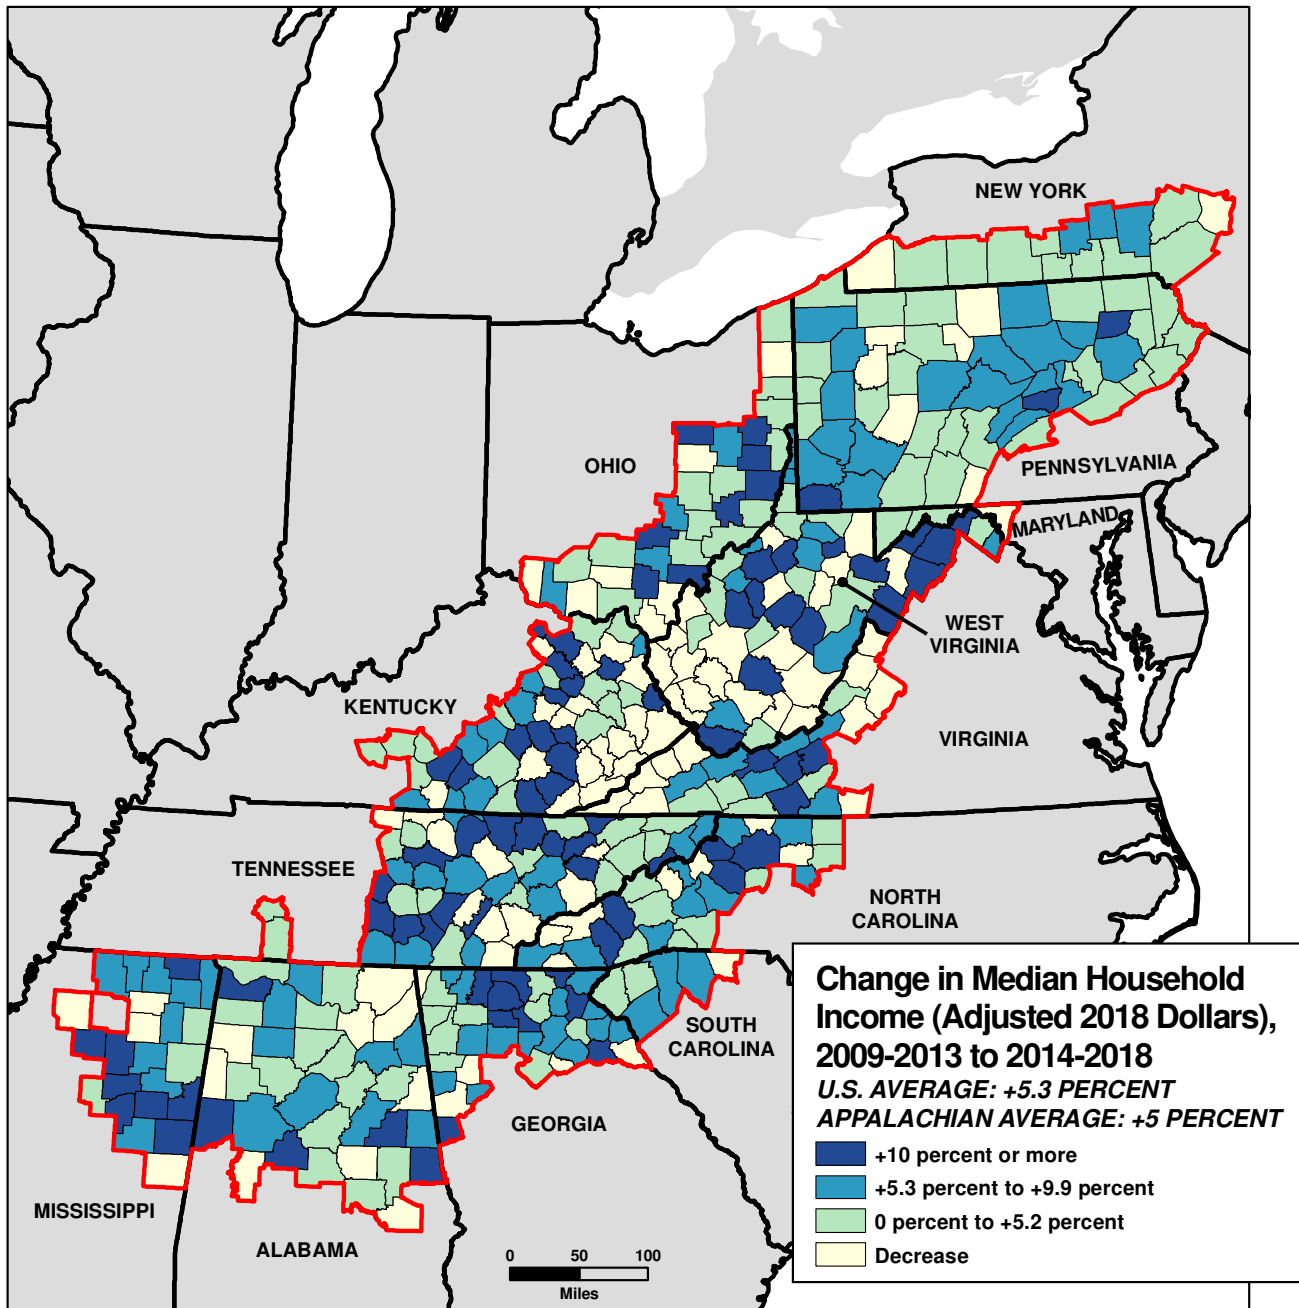 NEW YORK
OHIO
PENNSYLVANIA
MARYLAND
WEST
VIRGINIA
KENTUCKY
VIRGINIA
TENNESSEE
NORTH
CAROLINA
SOUTH
CAROLINA
GEORGIA
MISSISSIPPI
ALABAMA
0 50 100
Miles
Change in Median Household
Income (Adjusted 2018 Dollars),
2009-2013 to 2014-2018
U.S. AVERAGE: +5.3 PERCENT
APPALACHIAN AVERAGE: +5 PERCENT
+10 percent or more
+5.3 percent to +9.9 percent
0 percent to +5.2 percent
Decrease